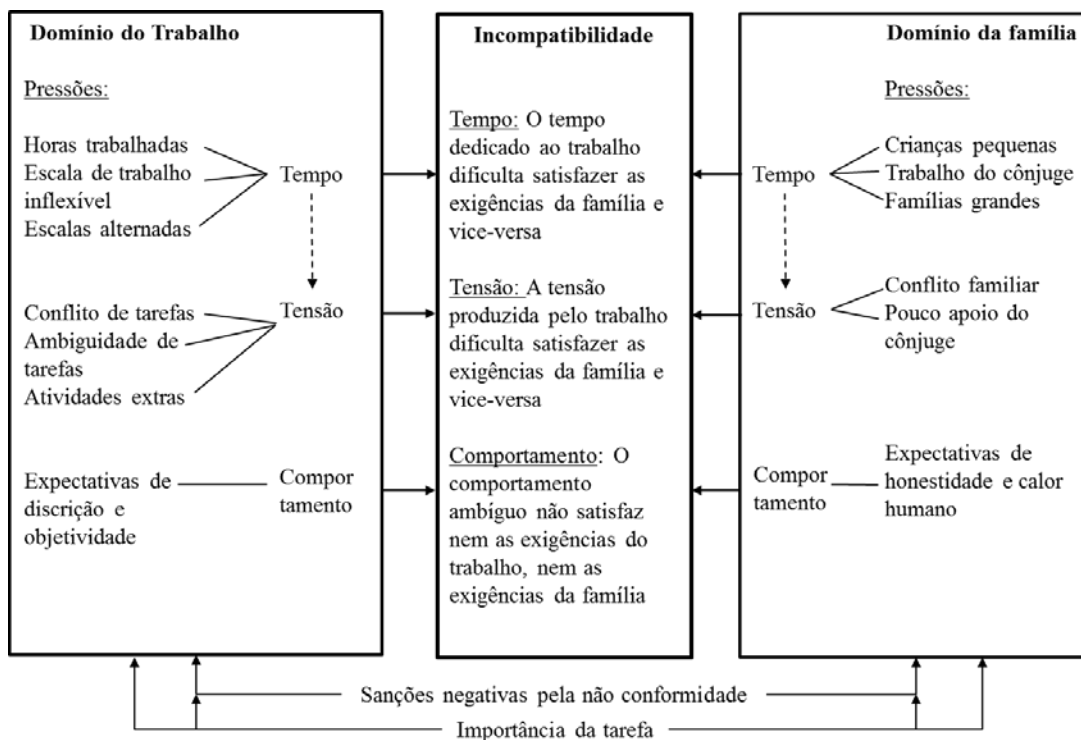 Domínio do Trabalho
Pressões:
Horas trabalhadas
Escala de trabalho
inflexível
Escalas alternadas
Tempo
Conflito de tarefas
Ambiguidade de
tarefas
Atividades extras
Tensão
Expectativas de
discrição e
objetividade
Compor
tamento
Incompatibilidade
Tempo: O tempo
dedicado ao trabalho
dificulta satisfazer as
exigências da família e
vice-versa
Tensão: A tensão
produzida pelo trabalho
dificulta satisfazer as
exigências da família e
vice-versa
Comportamento: O
comportamento
ambíguo não satisfaz
nem as exigências do
trabalho, nem as
exigências da família
Domínio da família
Pressões:
Tempo
Crianças pequenas
Trabalho do cônjuge
Famílias grandes
Tensão
Conflito familiar
Pouco apoio do
cônjuge
Compor
tamento
Expectativas de
honestidade e calor
humano
Sanções negativas pela não conformidade
Importância da tarefa